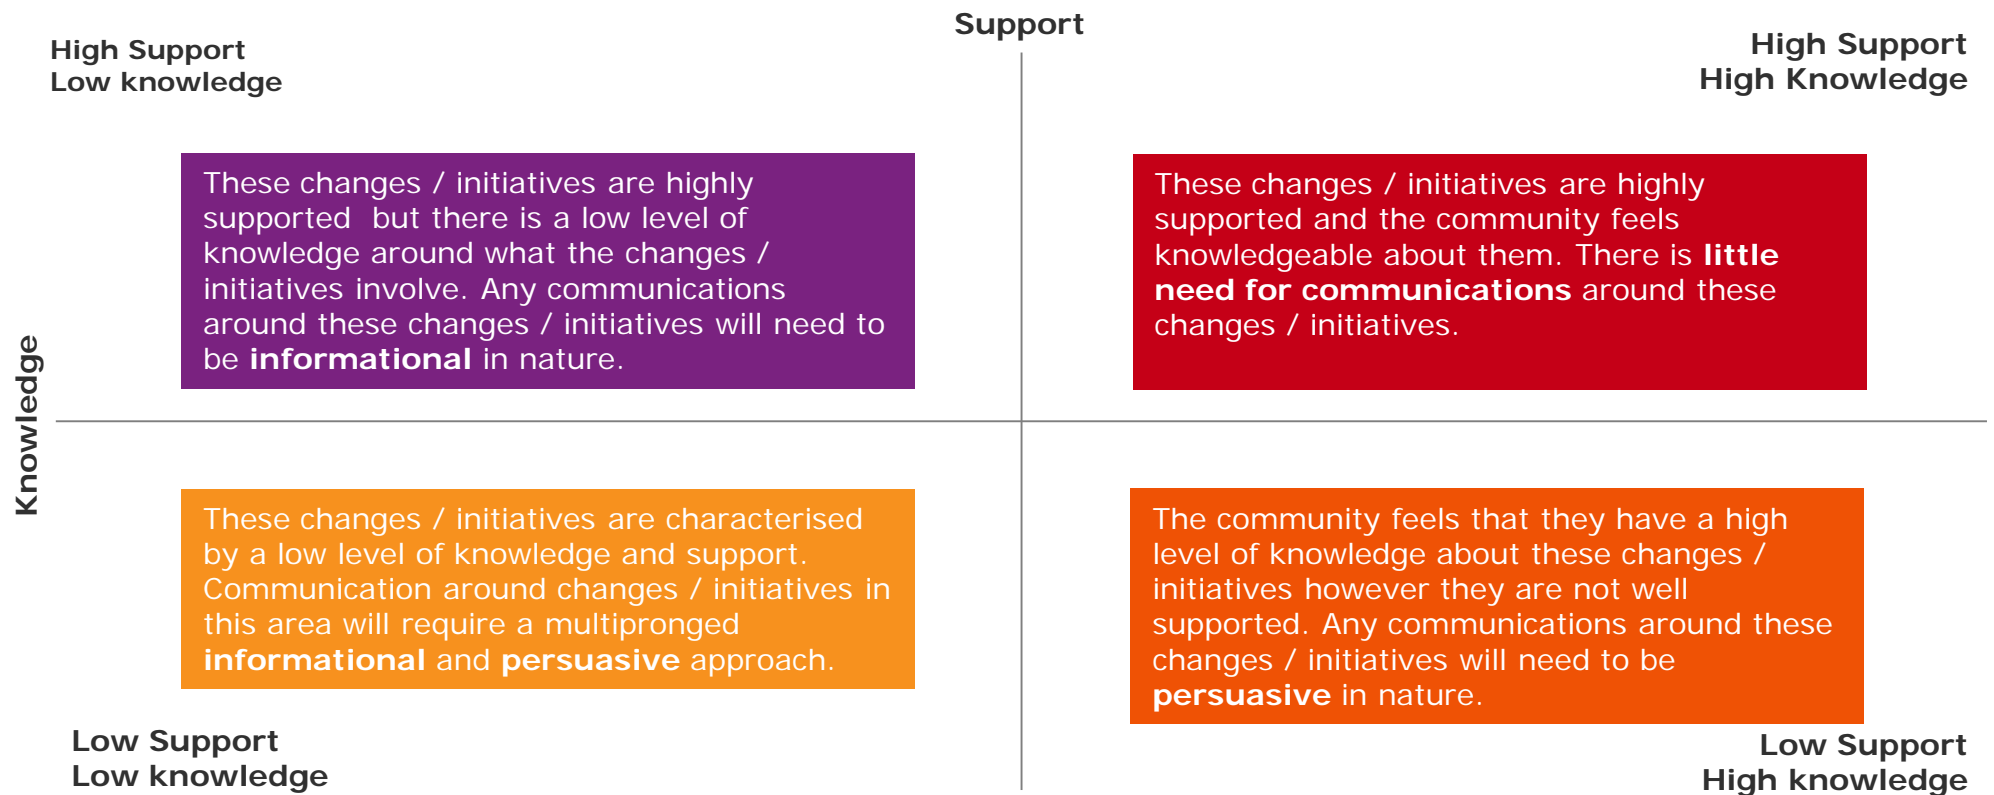 Support
High Support
Low knowledge
High Support
High Knowledge
These changes / initiatives are highly
supported  but there is a low level of
knowledge around what the changes /
initiatives involve. Any communications
around these changes / initiatives will need to
be informational in nature.
These changes / initiatives are highly
supported and the community feels
knowledgeable about them. There is little
need for communications around these
changes / initiatives.
Knowledge
These changes / initiatives are characterised
by a low level of knowledge and support.
Communication around changes / initiatives in
this area will require a multipronged
informational and persuasive approach.
The community feels that they have a high
level of knowledge about these changes /
initiatives however they are not well
supported. Any communications around these
changes / initiatives will need to be
persuasive in nature.
Low Support
Low knowledge
Low Support
High knowledge